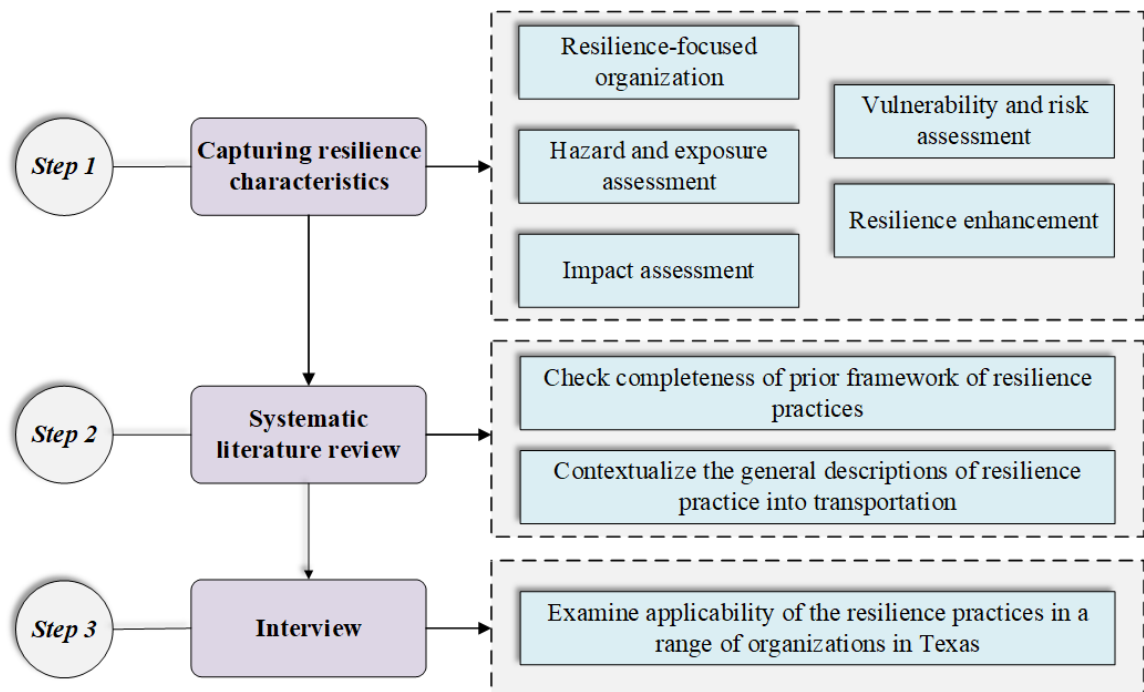 Step 1
Capturing resilience
characteristics
Resilience-focused
organization
Hazard and exposure
assessment
Impact assessment
Vulnerability and risk
assessment
Resilience enhancement
Step 2
Systematic
literature review
Check completeness of prior framework of resilience
practices
Contextualize the general descriptions of resilience
practice into transportation
Step 3
Interview
Examine applicability of the resilience practices in a
range of organizations in Texas